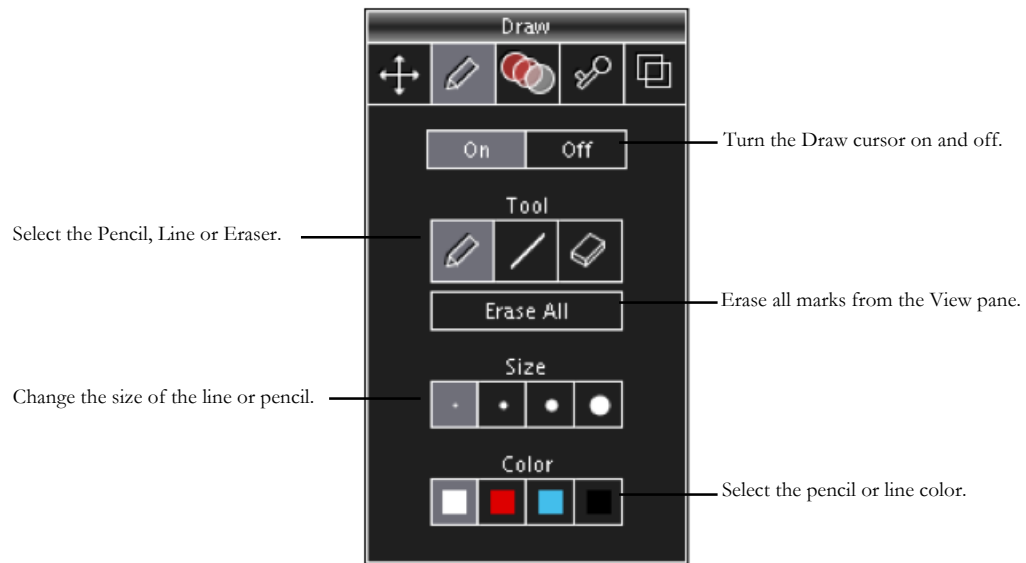 Draw
On Off
Turn the Draw cursor on and off.
Tool
Select the Pencil, Line or Eraser.
Erase All
Erase all marks from the View pane.
Size
Change the size of the line or pencil.
Color
Select the pencil or line color.